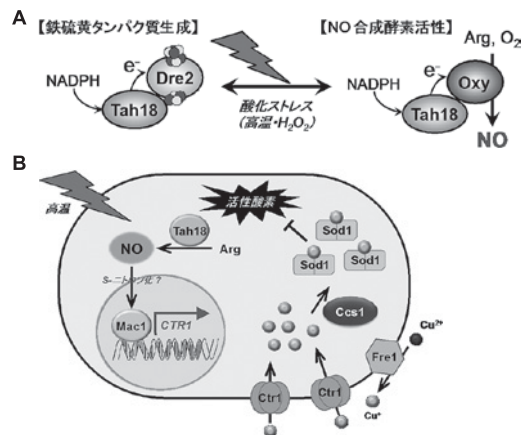 A
【鉄硫黄タンパク質生成】
【NO合成酵素活性】
NADPH
e⁻
Dre2
Tah18
酸化ストレス
(高温・H₂O₂)
Arg, O₂
NADPH
e⁻
Oxy
Tah18
NO
B
高温
活性酸素
Tah18
NO
Arg
S-ニトロソ化?
Mac1
CTR1
Sod1
Sod1
Sod1
Ccs1
Cu²⁺
Fre1
Ctr1
Ctr1
Cu⁺